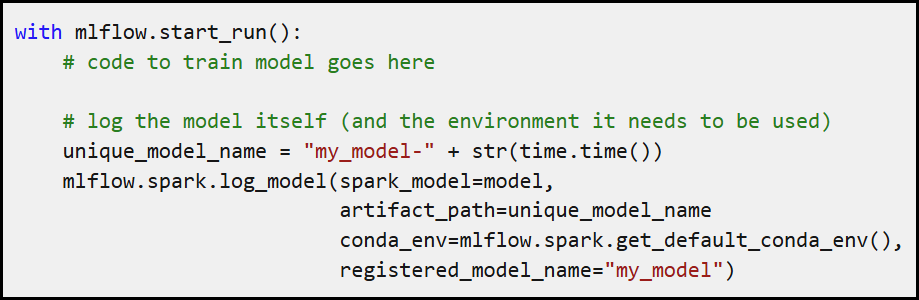 with mlflow.start_run():
    # code to train model goes here

    # log the model itself (and the environment it needs to be used)
    unique_model_name = "my_model-" + str(time.time())
    mlflow.spark.log_model(spark_model=model,
                           artifact_path=unique_model_name
                           conda_env=mlflow.spark.get_default_conda_env(),
                           registered_model_name="my_model")